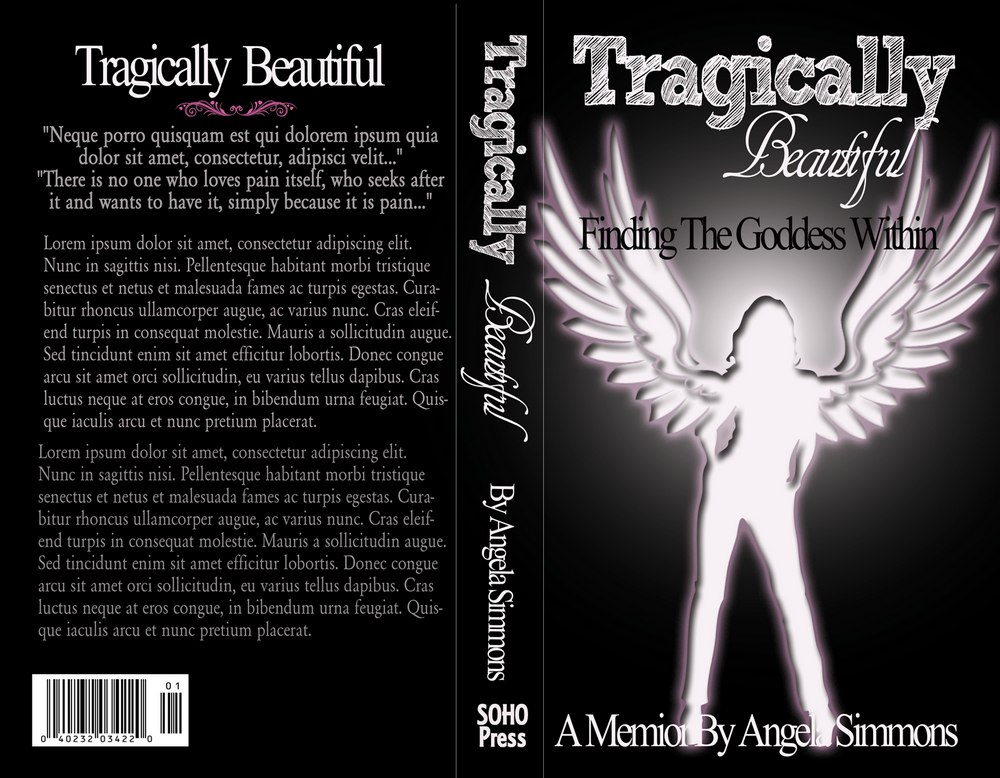 Tragically Beautiful
"Neque porro quisquam est qui dolorem ipsum quia
dolor sit amet, consectetur, adipisci velit..."
"There is no one who loves pain itself, who seeks after
it and wants to have it, simply because it is pain..."
Lorem ipsum dolor sit amet, consectetur adipiscing elit.
Nunc in sagittis nisi. Pellentesque habitant morbi tristique
senectus et netus et malesuada fames ac turpis egestas. Cura-
bitur rhoncus ullamcorper augue, ac varius nunc. Cras eleif-
end turpis in consequat molestie. Mauris a sollicitudin augue.
Sed tincidunt enim sit amet efficitur lobortis. Donec congue
arcu sit amet orci sollicitudin, eu varius tellus dapibus. Cras
luctus neque at eros congue, in bibendum urna feugiat. Quis-
que iaculis arcu et nunc pretium placerat.
Lorem ipsum dolor sit amet, consectetur adipiscing elit.
Nunc in sagittis nisi. Pellentesque habitant morbi tristique
senectus et netus et malesuada fames ac turpis egestas. Cura-
bitur rhoncus ullamcorper augue, ac varius nunc. Cras eleif-
end turpis in consequat molestie. Mauris a sollicitudin augue.
Sed tincidunt enim sit amet efficitur lobortis. Donec congue
arcu sit amet orci sollicitudin, eu varius tellus dapibus. Cras
luctus neque at eros congue, in bibendum urna feugiat. Quis-
que iaculis arcu et nunc pretium placerat.
01
0 40232 03422 0
Tragically Beautiful By Angela Simmons
SOHO
Press
Tragically
Beautiful
Finding The Goddess Within
A Memior By Angela Simmons